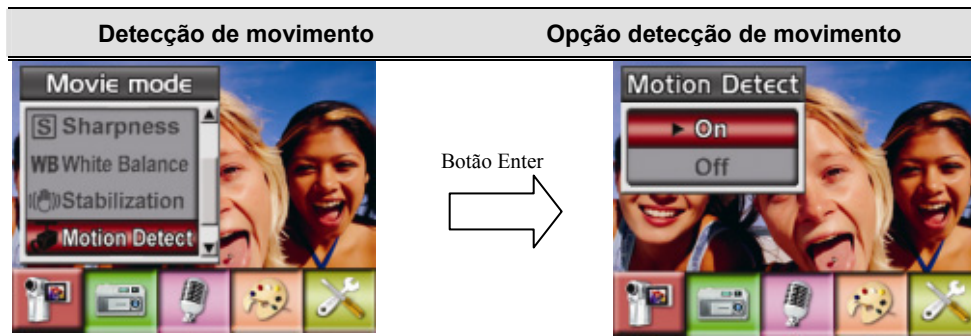 Detecção de movimento
Opção detecção de movimento
Movie mode
S Sharpness
WB White Balance
Stabilization
Motion Detect
Botão Enter
Motion Detect
On
Off